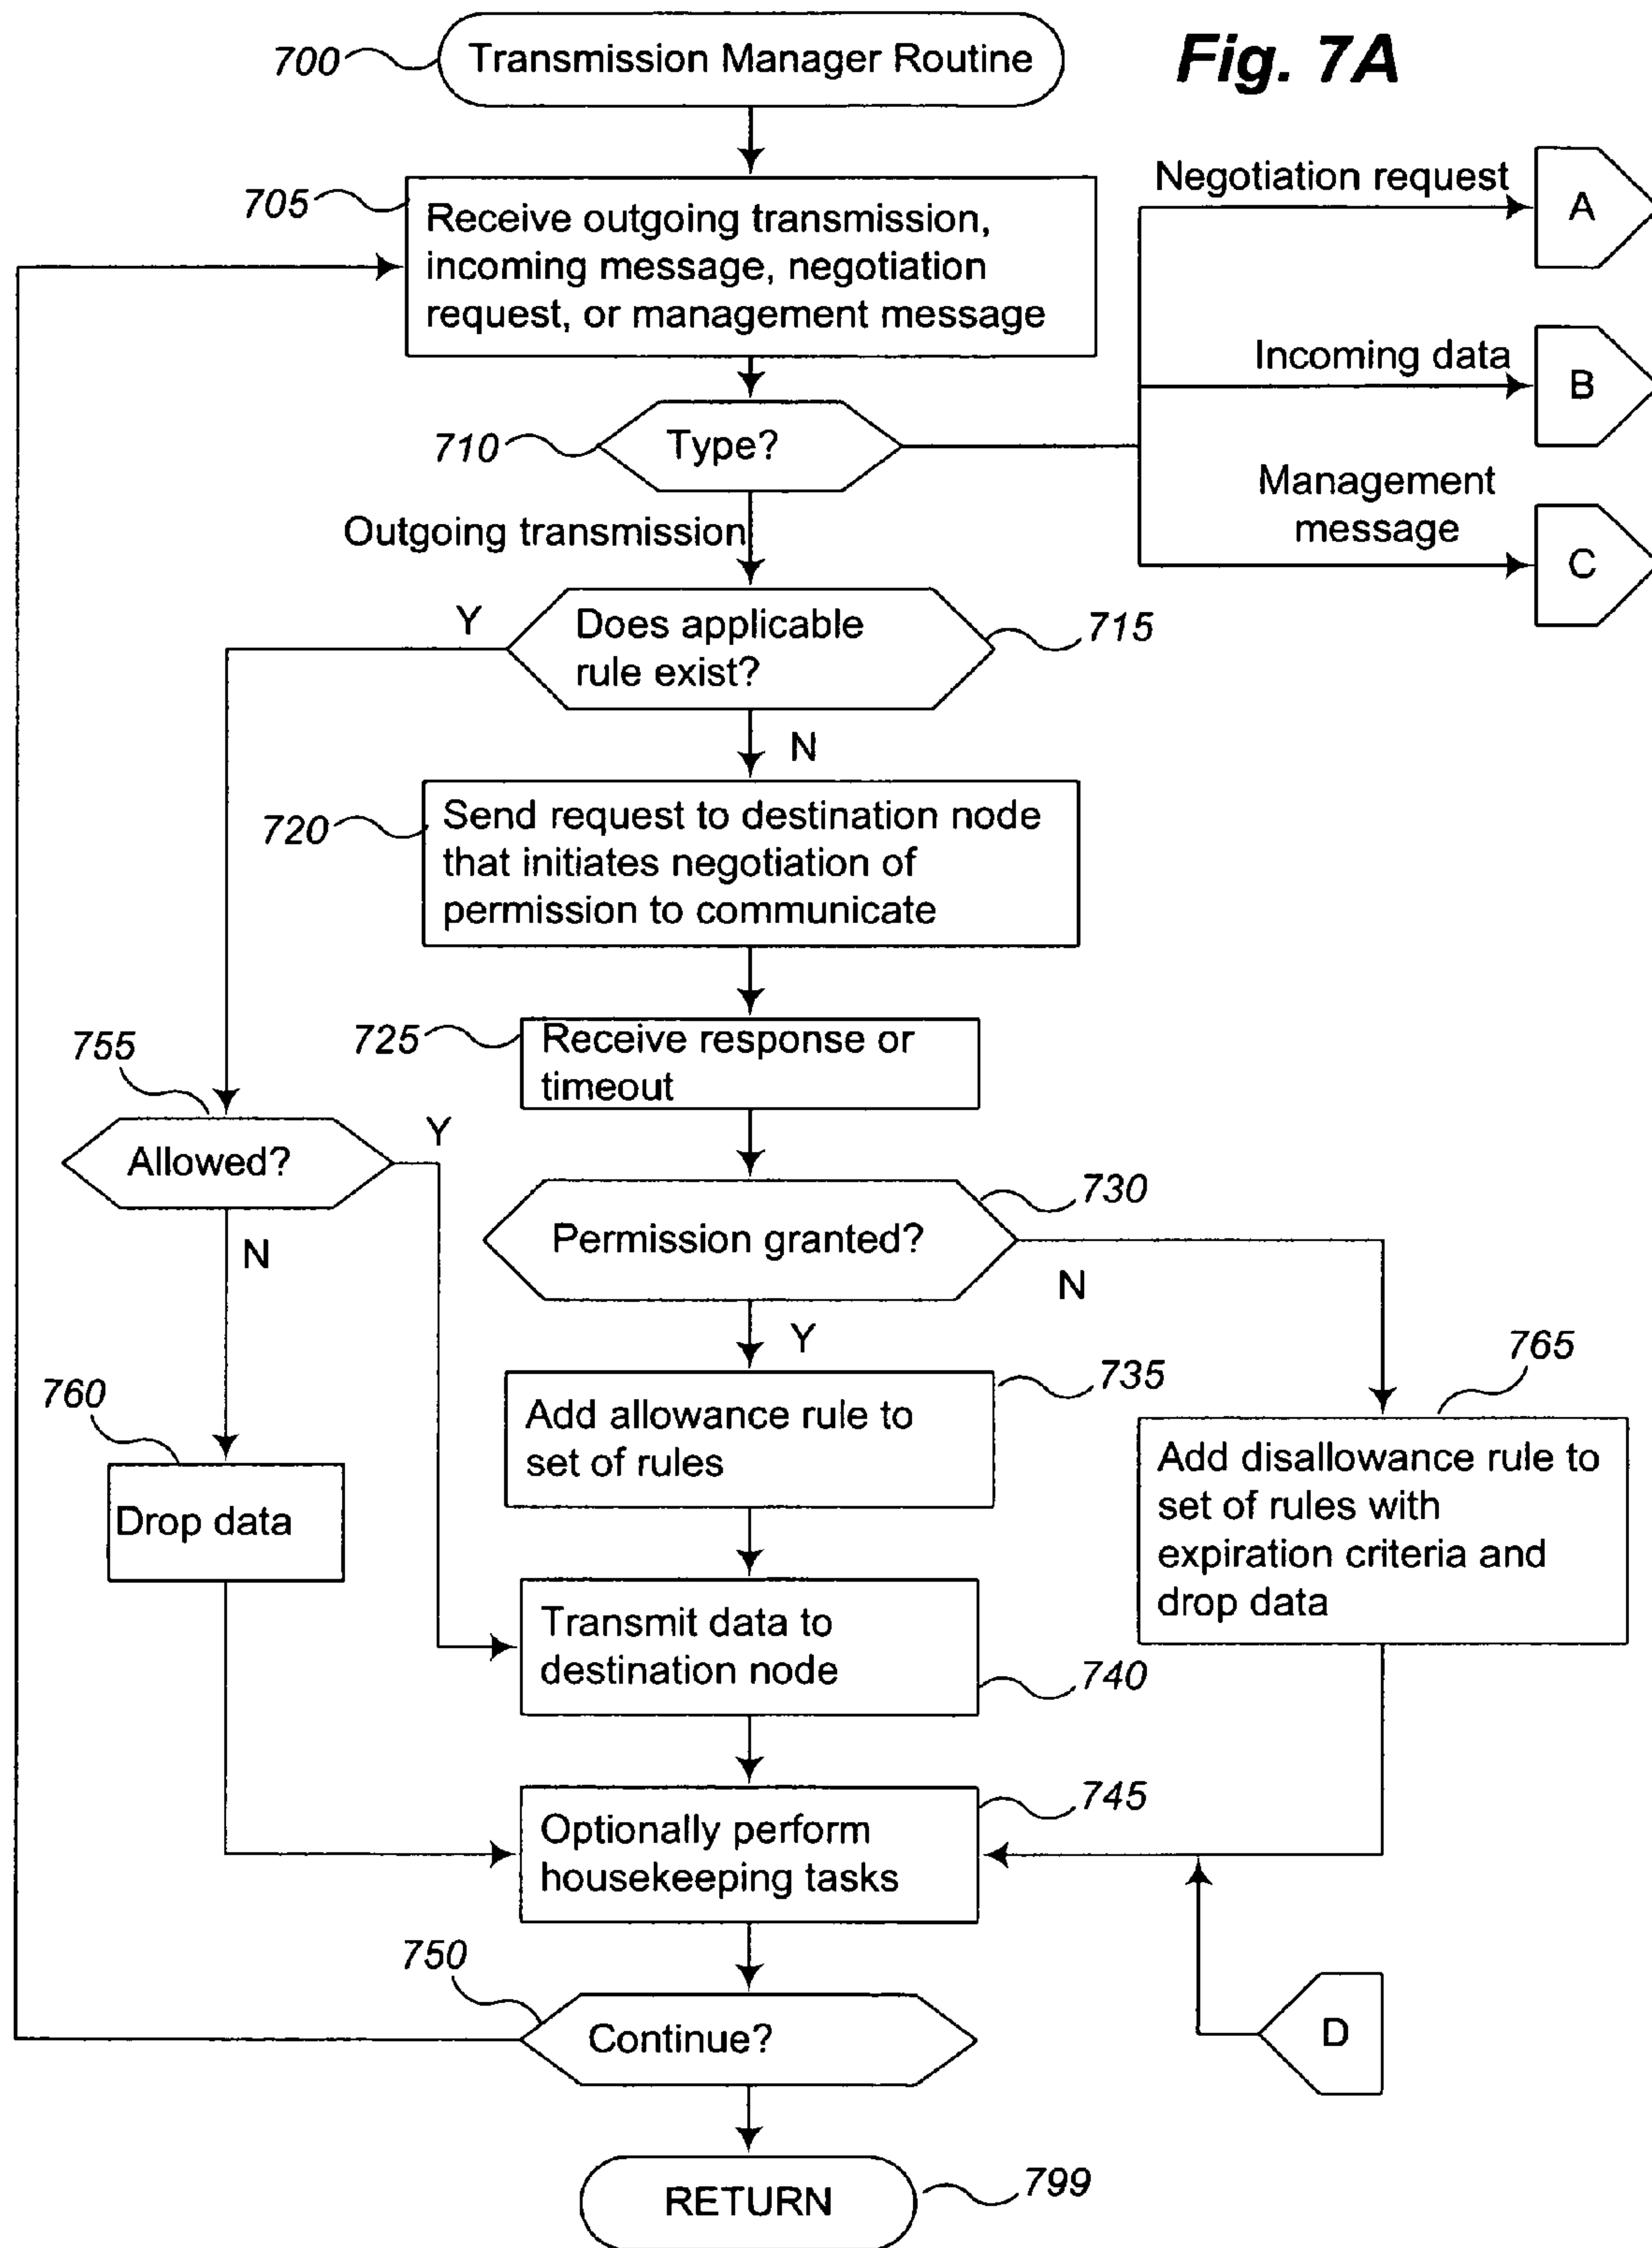 700
Transmission Manager Routine
Fig. 7A
705
Receive outgoing transmission,
incoming message, negotiation
request, or management message
Negotiation request
A
Incoming data
B
Management
message
C
710
Type?
Outgoing transmission
Y
Does applicable
rule exist?
715
N
720
Send request to destination node
that initiates negotiation of
permission to communicate
725
Receive response or
timeout
755
Allowed?
Y
N
730
Permission granted?
N
Y
760
Drop data
735
Add allowance rule to
set of rules
765
Add disallowance rule to
set of rules with
expiration criteria and
drop data
Transmit data to
destination node
740
745
Optionally perform
housekeeping tasks
750
Continue?
D
RETURN
799